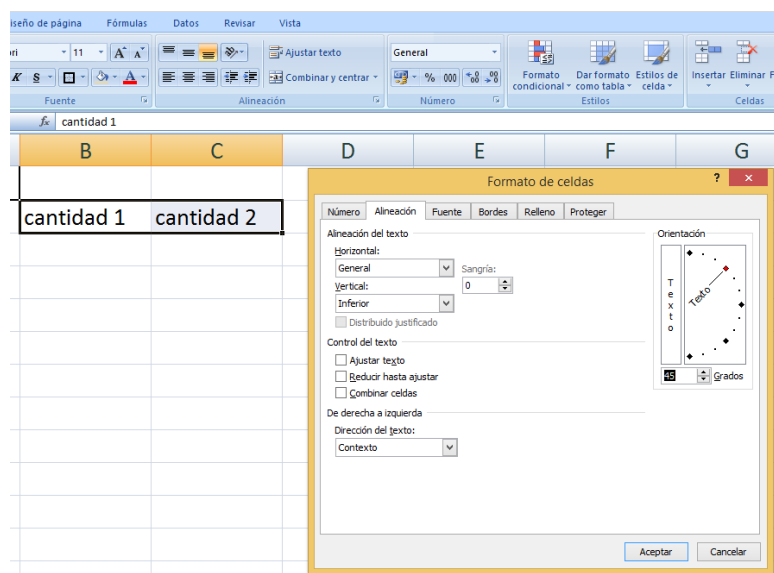 iseño de página Fórmulas Datos Revisar Vista
ri 11 A A Ajustar texto General
K S A Combinar y centrar % 000 Formato condicional Dar formato como tabla Estilos de celda Insertar Eliminar F
Fuente Alineación Número Estilos Celdas
fx cantidad 1
B C D E F G
cantidad 1 cantidad 2
Formato de celdas ? ×
Número Alineación Fuente Bordes Relleno Proteger
Alineación del texto
Horizontal:
General
Sangría:
Vertical:
0
Inferior
Distribuido justificado
Control del texto
Ajustar texto
Reducir hasta ajustar
Combinar celdas
De derecha a izquierda
Dirección del texto:
Contexto
Orientación
Texto
Texto
45 Grados
Aceptar Cancelar